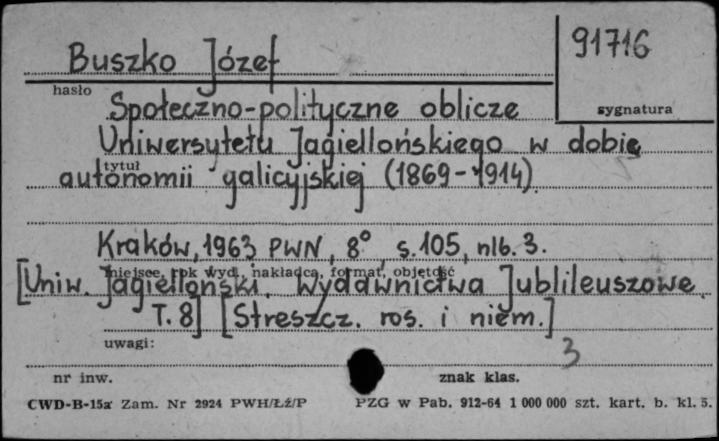 Buszko Józef
91716
hasło
sygnatura
Społeczno-polityczne oblicze
Uniwersytetu Jagiellońskiego w dobie
tytuł
autonomii galicyjskiej (1869-1914)
Kraków, 1963 PWN, 8°, s. 105, nlb. 3.
miejsce, rok wyd., nakładca, format, objętość
[Uniw. Jagielloński. Wydawnictwa Jublileuszowe
T. 8] [Streszcz. ros. i niem.]
uwagi:
3
nr inw.
znak klas.
CWD-B-15a Zam. Nr 2924 PWH/Łź/P
PZG w Pab. 912-64 1 000 000 szt. kart. b. kl. 5.